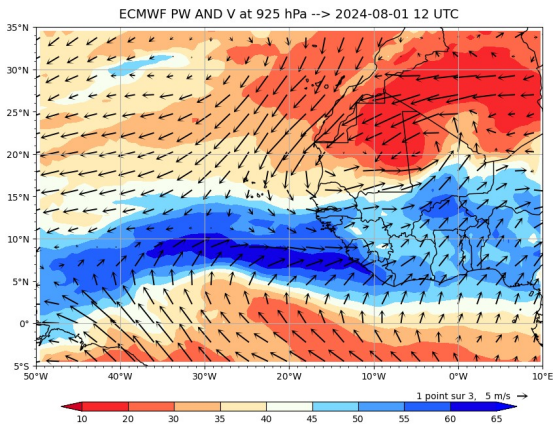 ECMWF PW AND V at 925 hPa --> 2024-08-01 12 UTC
35°N
30°N
25°N
20°N
15°N
10°N
5°N
0°
5°S
50°W 40°W 30°W 20°W 10°W 0°W 10°E
1 point sur 3, 5 m/s
10 20 30 35 40 45 50 55 60 65